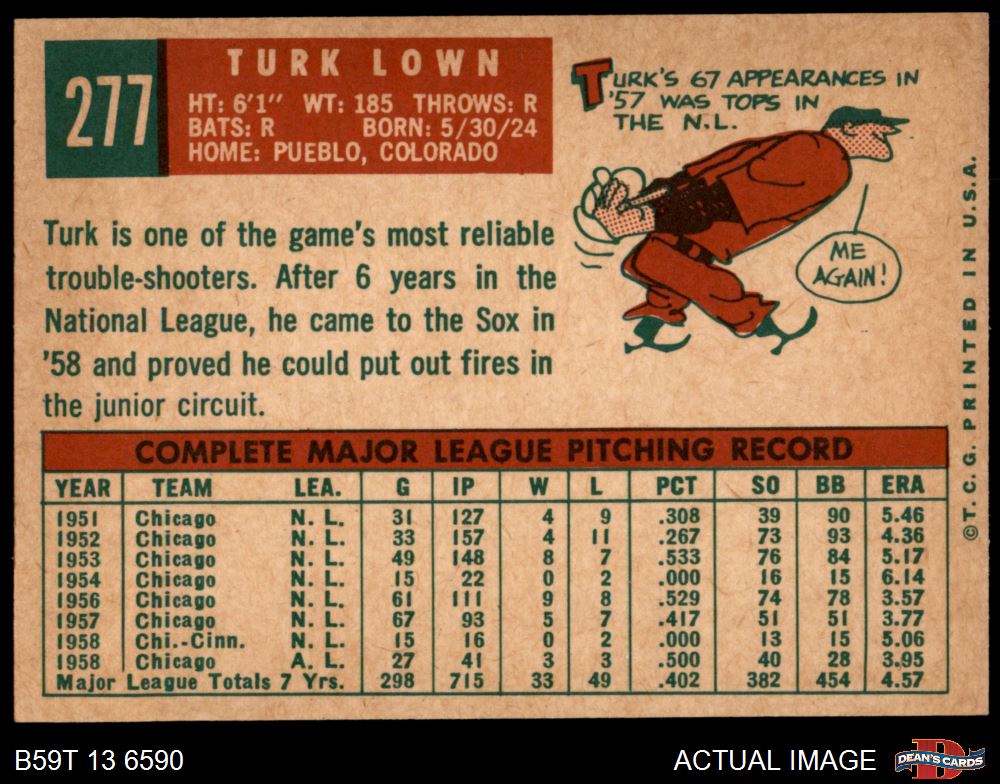 277
TURK LOWN
HT: 6'1" WT: 185 THROWS: R
BATS: R BORN: 5/30/24
HOME: PUEBLO, COLORADO
TURK'S 67 APPEARANCES IN
'57 WAS TOPS IN
THE N.L.
ME
AGAIN!
Turk is one of the game's most reliable
trouble-shooters. After 6 years in the
National League, he came to the Sox in
'58 and proved he could put out fires in
the junior circuit.
COMPLETE MAJOR LEAGUE PITCHING RECORD
YEAR TEAM LEA. G IP W L PCT SO BB ERA
1951 Chicago N. L. 31 127 4 9 .308 39 90 5.46
1952 Chicago N. L. 33 157 4 11 .267 73 93 4.36
1953 Chicago N. L. 49 148 8 7 .533 76 84 5.17
1954 Chicago N. L. 15 22 0 2 .000 16 15 6.14
1956 Chicago N. L. 61 111 9 8 .529 74 78 3.57
1957 Chicago N. L. 67 93 5 7 .417 51 51 3.77
1958 Chi.-Cinn. N. L. 15 16 0 2 .000 13 15 5.06
1958 Chicago A. L. 27 41 3 3 .500 40 28 3.95
Major League Totals 7 Yrs. 298 715 33 49 .402 382 454 4.57
© T. C. G. PRINTED IN U.S.A.
B59T 13 6590
ACTUAL IMAGE
DEAN'S CARDS